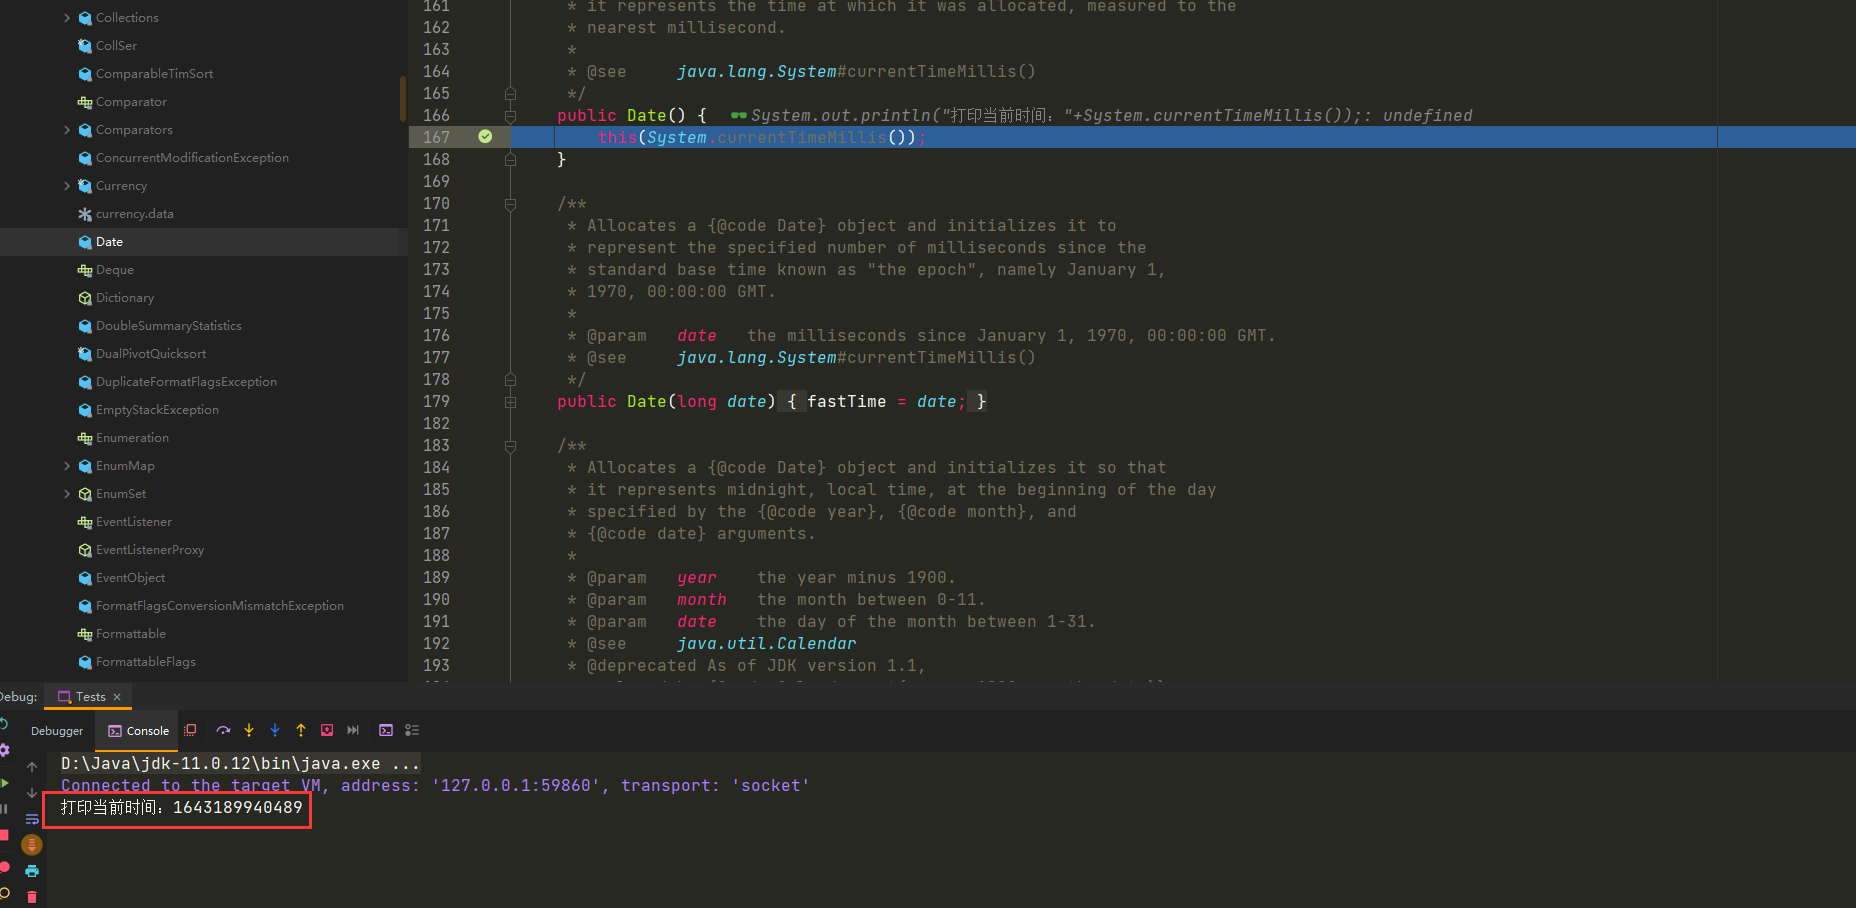 Collections
CollSer
ComparableTimSort
Comparator
Comparators
ConcurrentModificationException
Currency
currency.data
Date
Deque
Dictionary
DoubleSummaryStatistics
DualPivotQuicksort
DuplicateFormatFlagsException
EmptyStackException
Enumeration
EnumMap
EnumSet
EventListener
EventListenerProxy
EventObject
FormatFlagsConversionMismatchException
Formattable
FormattableFlags
161 * it represents the time at which it was allocated, measured to the
162 * nearest millisecond.
163 *
164 * @see java.lang.System#currentTimeMillis()
165 */
166 public Date() { System.out.println("打印当前时间："+System.currentTimeMillis());: undefined
167 this(System.currentTimeMillis());
168 }
169
170 /**
171 * Allocates a {@code Date} object and initializes it to
172 * represent the specified number of milliseconds since the
173 * standard base time known as "the epoch", namely January 1,
174 * 1970, 00:00:00 GMT.
175 *
176 * @param date the milliseconds since January 1, 1970, 00:00:00 GMT.
177 * @see java.lang.System#currentTimeMillis()
178 */
179 public Date(long date) { fastTime = date; }
182
183 /**
184 * Allocates a {@code Date} object and initializes it so that
185 * it represents midnight, local time, at the beginning of the day
186 * specified by the {@code year}, {@code month}, and
187 * {@code date} arguments.
188 *
189 * @param year the year minus 1900.
190 * @param month the month between 0-11.
191 * @param date the day of the month between 1-31.
192 * @see java.util.Calendar
193 * @deprecated As of JDK version 1.1,
Debug: Tests
Debugger Console
D:\Java\jdk-11.0.12\bin\java.exe ...
Connected to the target VM, address: '127.0.0.1:59860', transport: 'socket'
打印当前时间：1643189940489